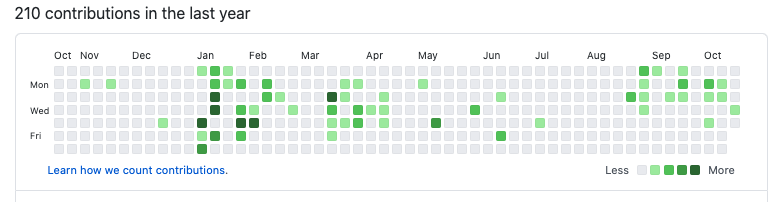 210 contributions in the last year
Oct Nov Dec Jan Feb Mar Apr May Jun Jul Aug Sep Oct
Mon
Wed
Fri
Learn how we count contributions. Less More